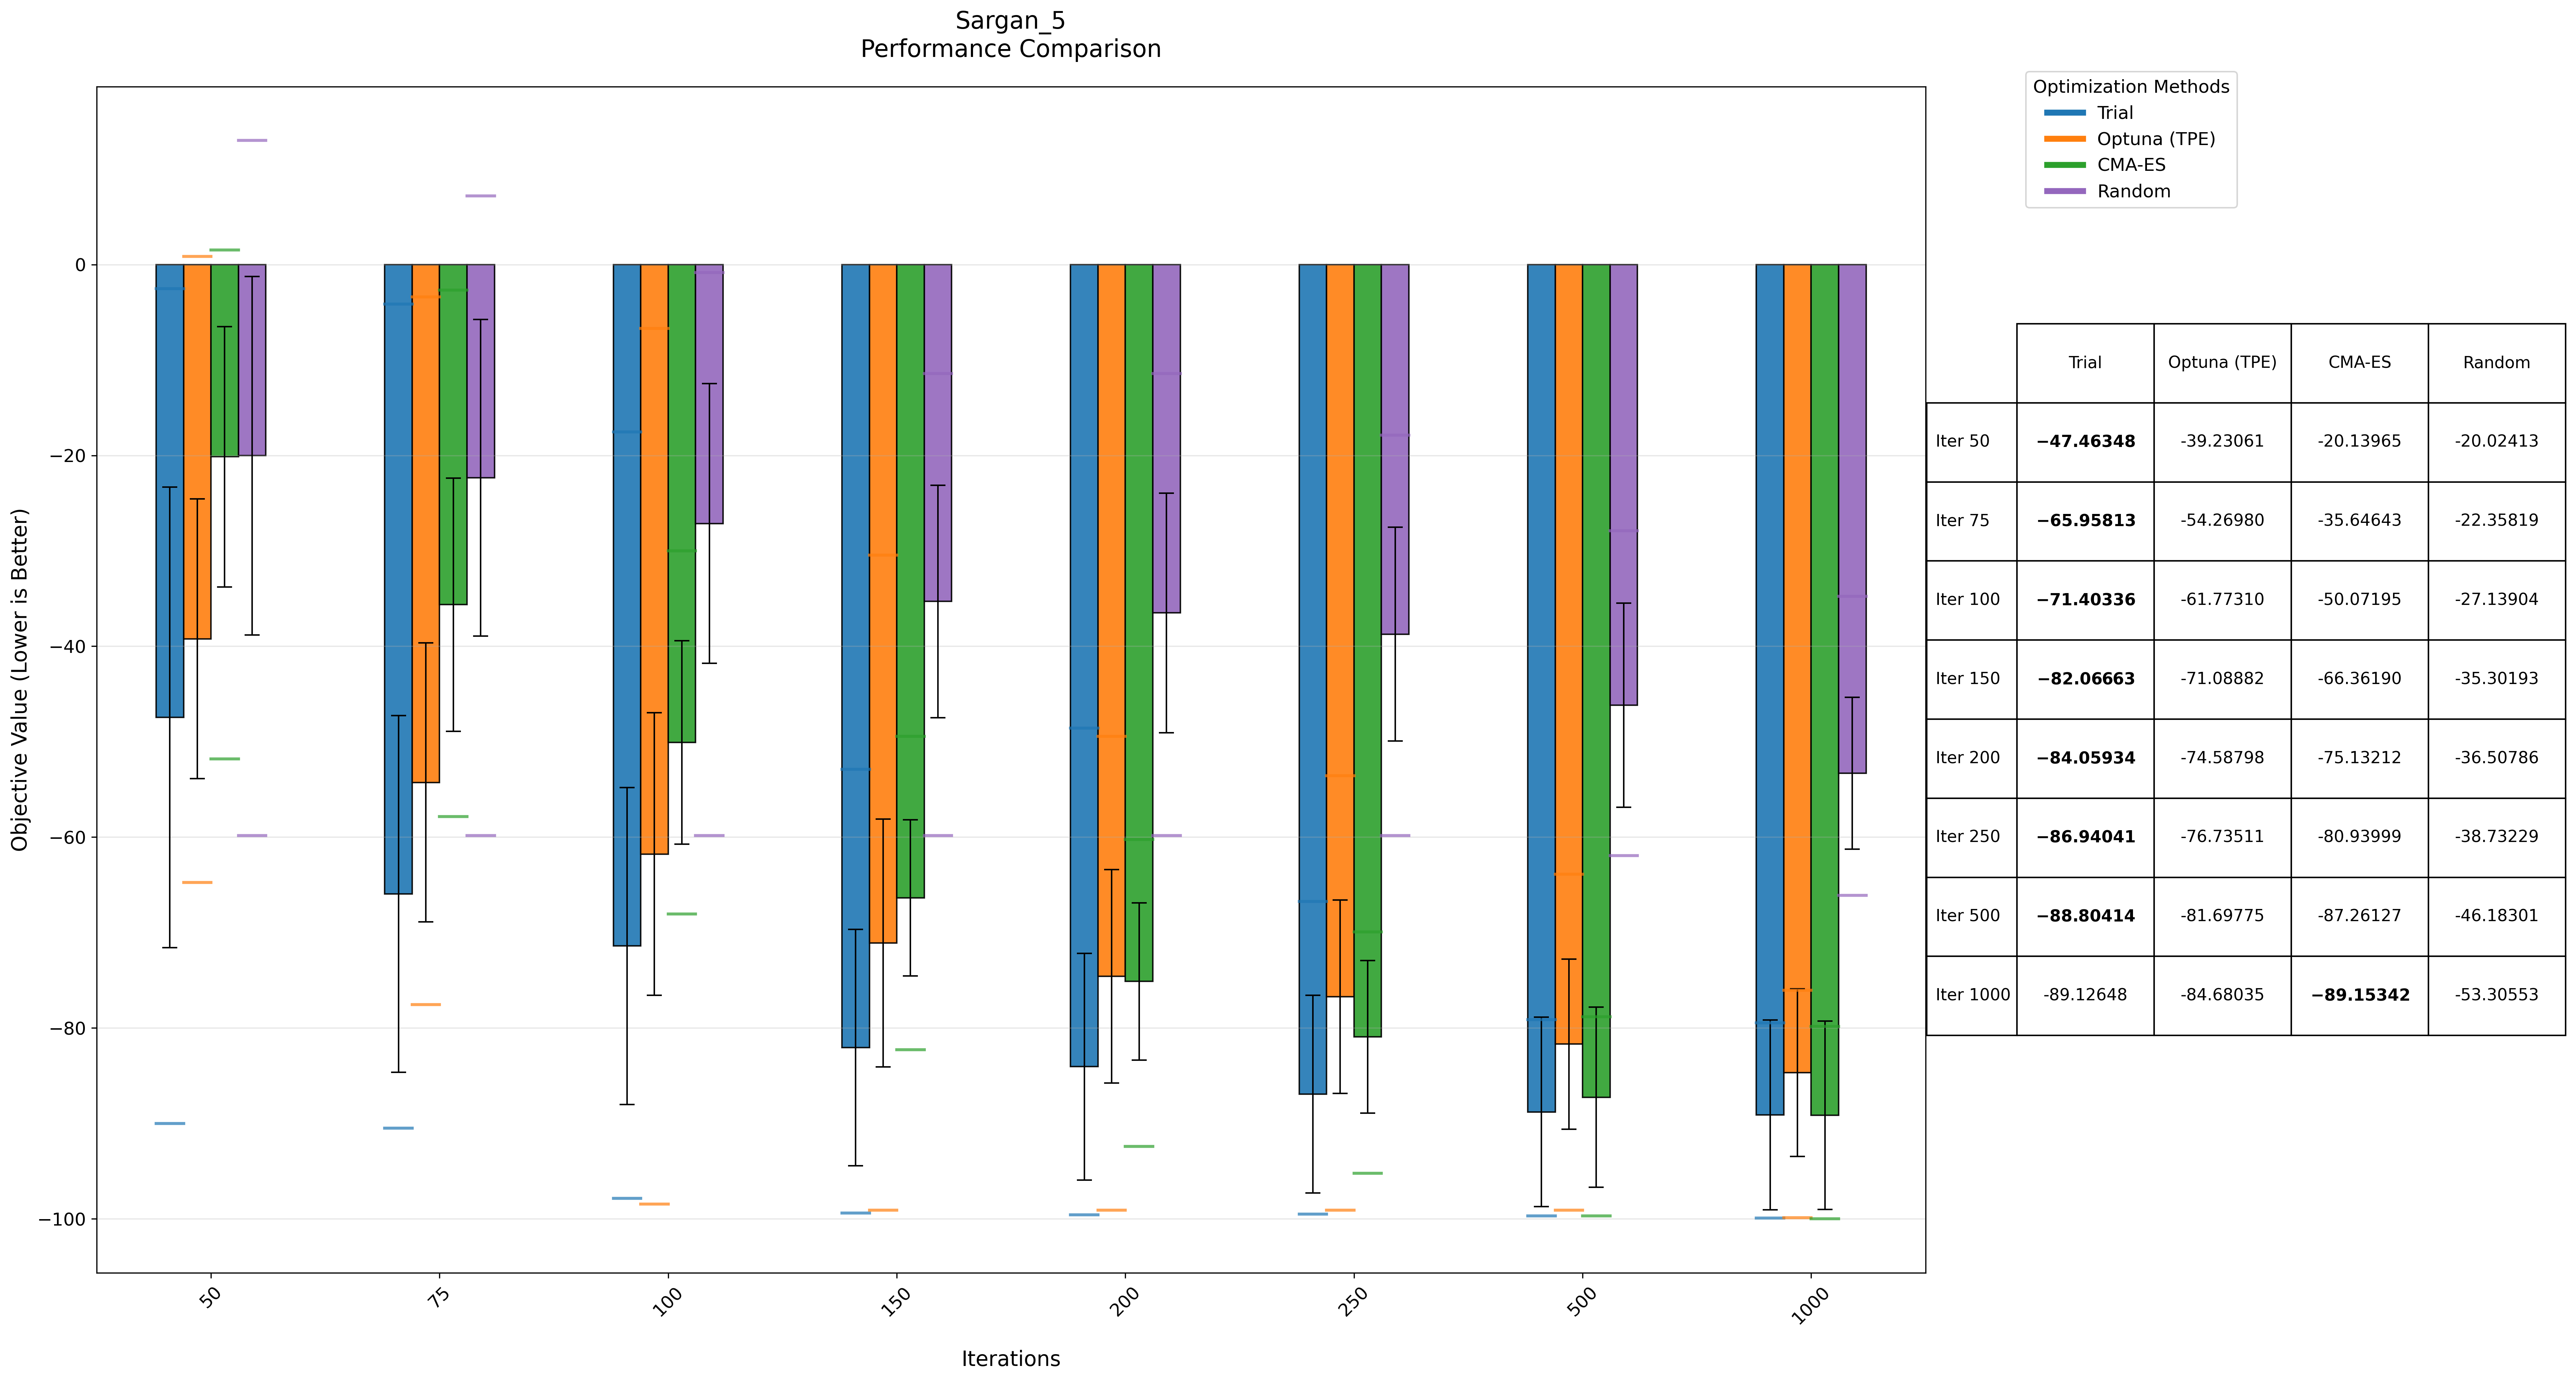 Sargan_5
Performance Comparison
Optimization Methods
Trial
Optuna (TPE)
CMA-ES
Random
Objective Value (Lower is Better)
0
−20
−40
−60
−80
−100
50
75
100
150
200
250
500
1000
Iterations
Trial Optuna (TPE) CMA-ES Random
Iter 50 −47.46348 -39.23061 -20.13965 -20.02413
Iter 75 −65.95813 -54.26980 -35.64643 -22.35819
Iter 100 −71.40336 -61.77310 -50.07195 -27.13904
Iter 150 −82.06663 -71.08882 -66.36190 -35.30193
Iter 200 −84.05934 -74.58798 -75.13212 -36.50786
Iter 250 −86.94041 -76.73511 -80.93999 -38.73229
Iter 500 −88.80414 -81.69775 -87.26127 -46.18301
Iter 1000 -89.12648 -84.68035 −89.15342 -53.30553